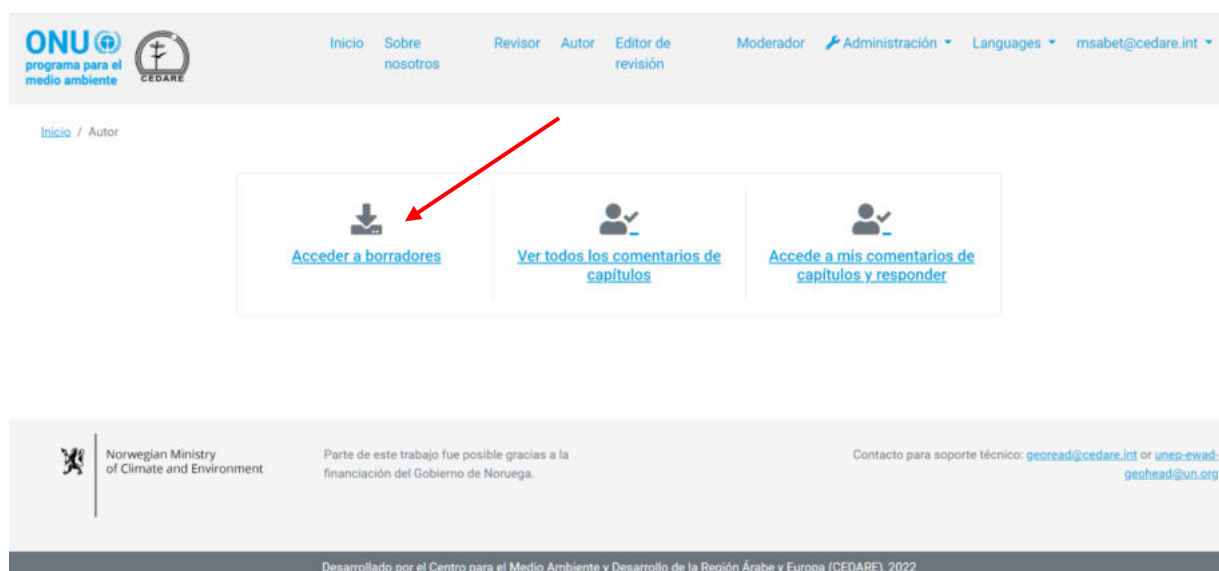 ONU
programa para el
medio ambiente
CEDARE
Inicio
Sobre
nosotros
Revisor
Autor
Editor de
revisión
Moderador
Administración
Languages
msabet@cedare.int
Inicio / Autor
Acceder a borradores
Ver todos los comentarios de
capítulos
Accede a mis comentarios de
capítulos y responder
Norwegian Ministry
of Climate and Environment
Parte de este trabajo fue posible gracias a la
financiación del Gobierno de Noruega.
Contacto para soporte técnico: georead@cedare.int or unep-ewad-
geohead@un.org
Desarrollado por el Centro para el Medio Ambiente y Desarrollo de la Región Árabe y Europa (CEDARE), 2022